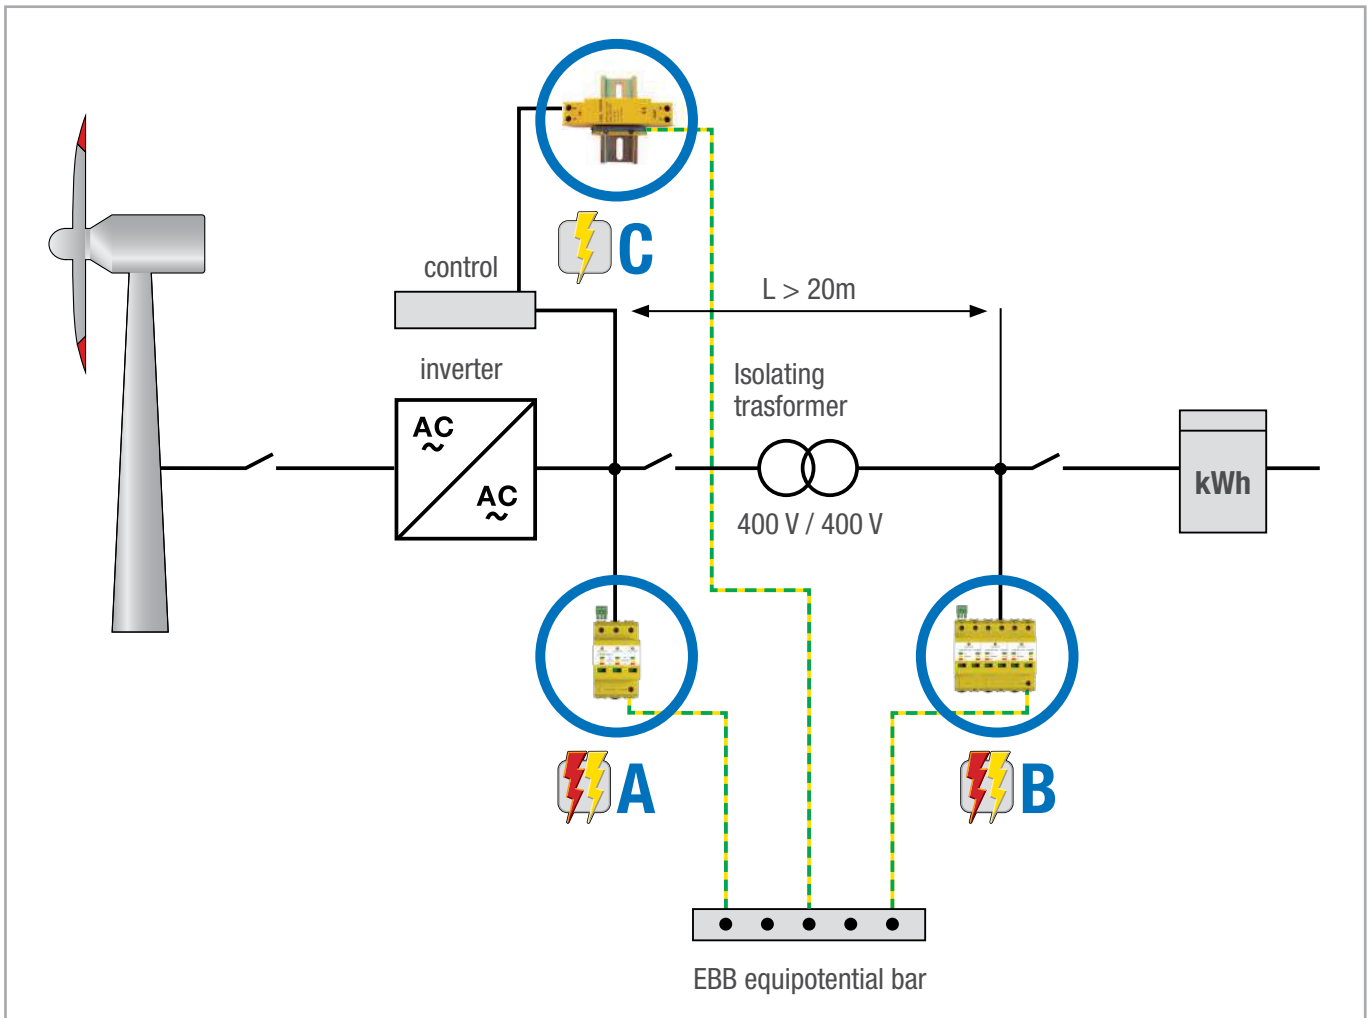 C
control
L > 20m
inverter
Isolating
trasformer
AC
~
AC
~
kWh
400 V / 400 V
A
B
EBB equipotential bar